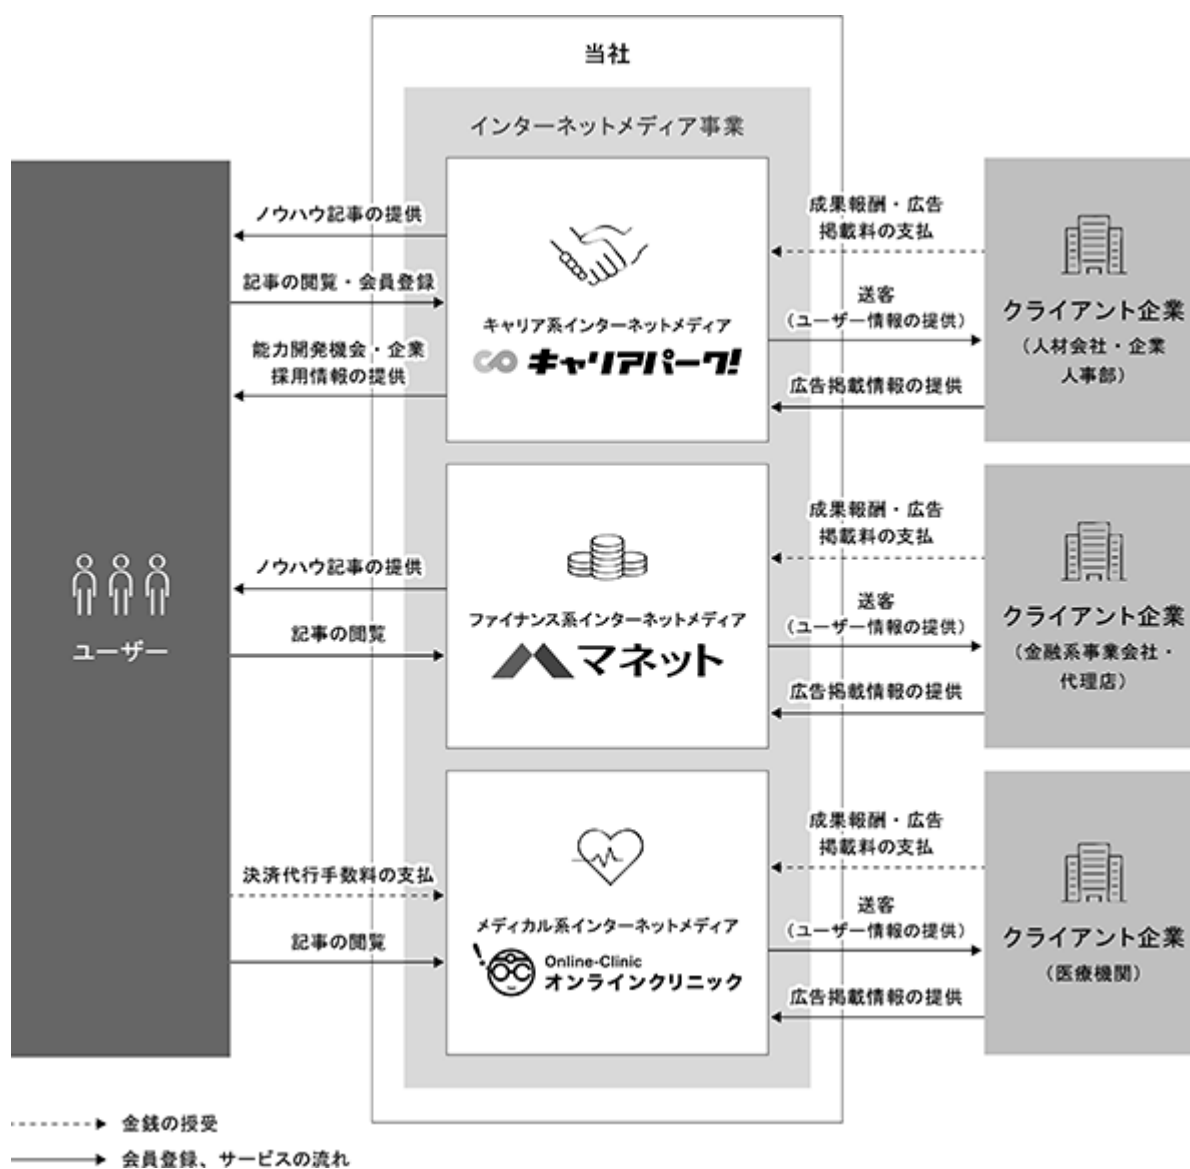 当社
インターネットメディア事業
ユーザー
ノウハウ記事の提供
記事の閲覧・会員登録
能力開発機会・企業
採用情報の提供
キャリア系インターネットメディア
キャリアパーク!
成果報酬・広告
掲載料の支払
送客
（ユーザー情報の提供）
広告掲載情報の提供
クライアント企業
（人材会社・企業
人事部）
ノウハウ記事の提供
記事の閲覧
ファイナンス系インターネットメディア
マネット
成果報酬・広告
掲載料の支払
送客
（ユーザー情報の提供）
広告掲載情報の提供
クライアント企業
（金融系事業会社・
代理店）
決済代行手数料の支払
記事の閲覧
メディカル系インターネットメディア
Online-Clinic
オンラインクリニック
成果報酬・広告
掲載料の支払
送客
（ユーザー情報の提供）
広告掲載情報の提供
クライアント企業
（医療機関）
金銭の授受
会員登録、サービスの流れ